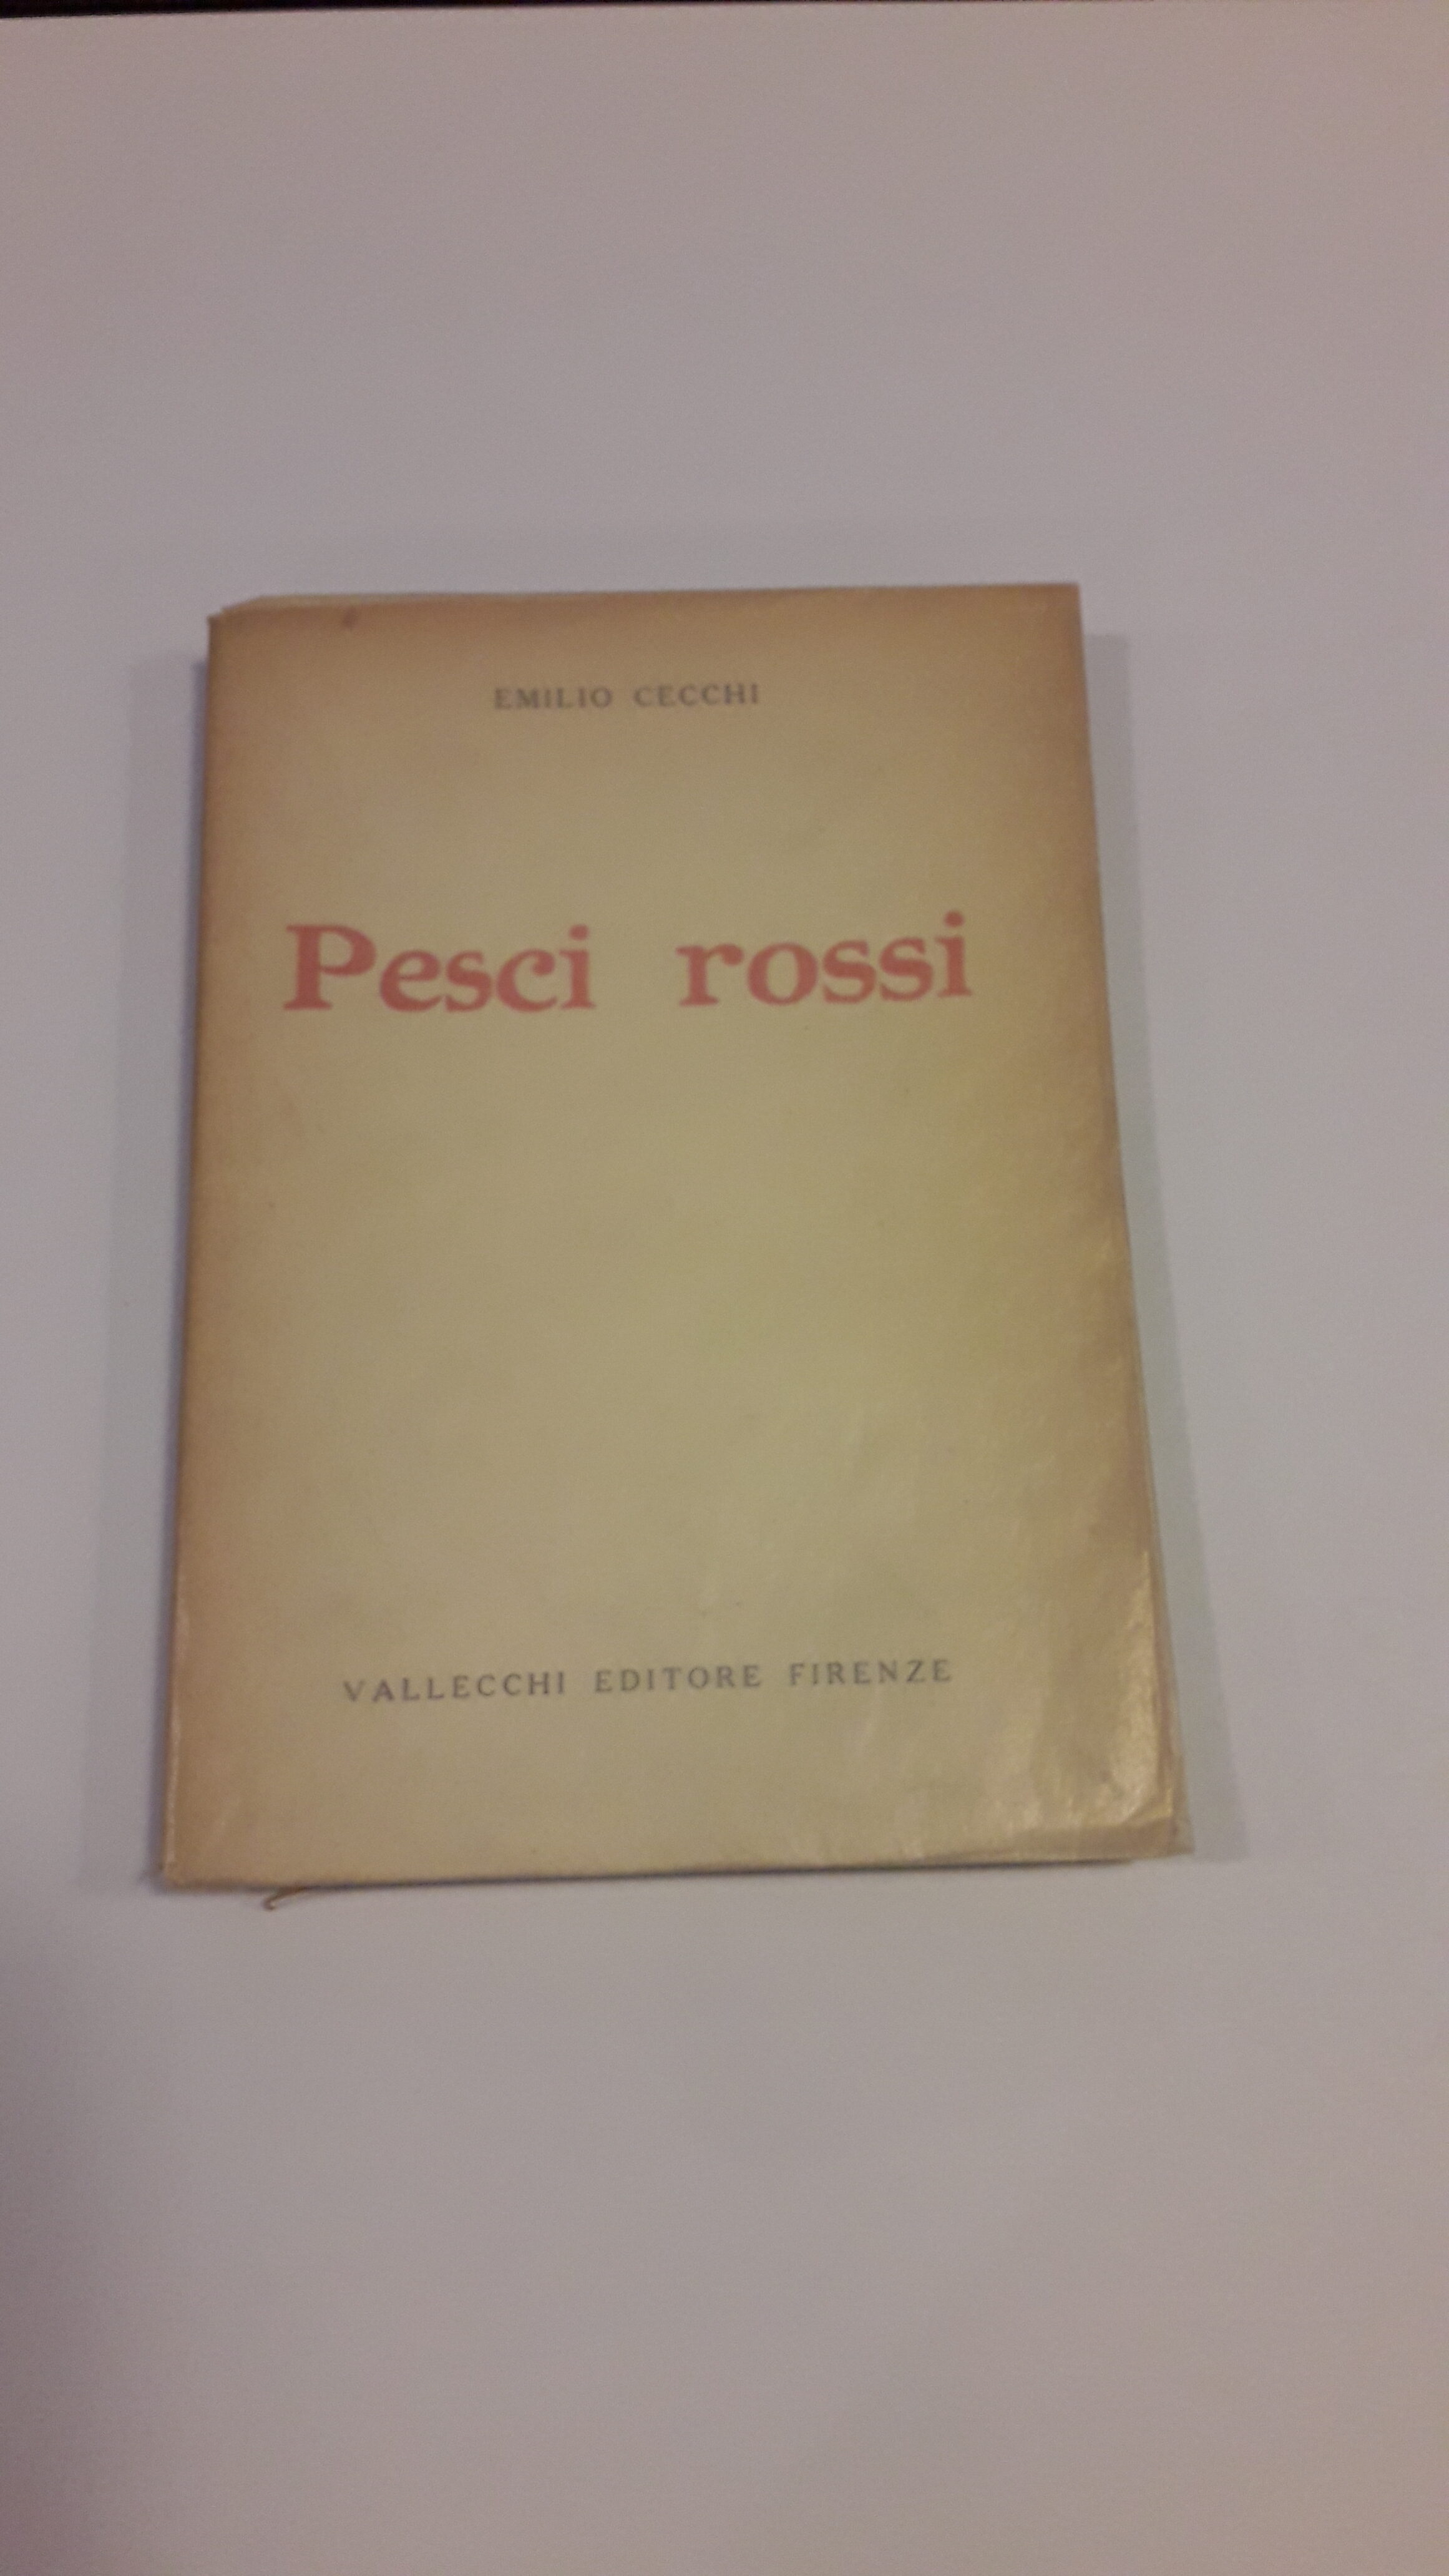 EMILIO CECCHI
Pesci rossi
VALLECCHI EDITORE FIRENZE